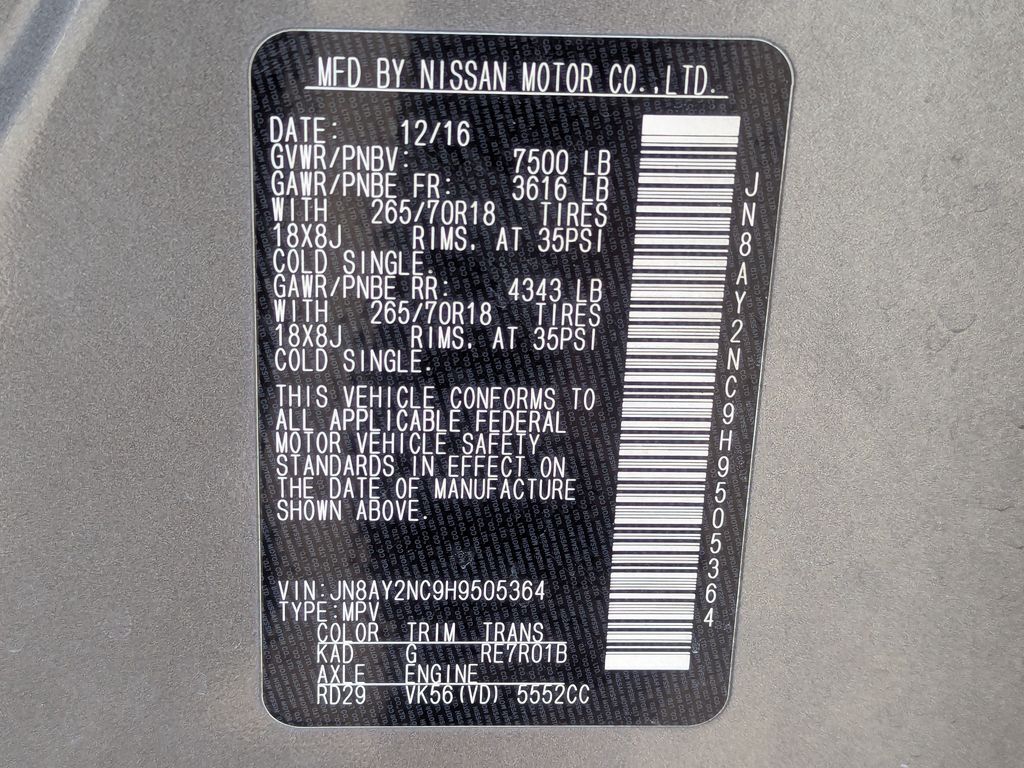 MFD BY NISSAN MOTOR CO.,LTD.
DATE: 12/16
GVWR/PNBV: 7500 LB
GAWR/PNBE FR: 3616 LB
WITH 265/70R18 TIRES
18X8J RIMS, AT 35PSI
COLD SINGLE.
GAWR/PNBE RR: 4343 LB
WITH 265/70R18 TIRES
18X8J RIMS, AT 35PSI
COLD SINGLE.
THIS VEHICLE CONFORMS TO
ALL APPLICABLE FEDERAL
MOTOR VEHICLE SAFETY
STANDARDS IN EFFECT ON
THE DATE OF MANUFACTURE
SHOWN ABOVE.
VIN:JN8AY2NC9H9505364
TYPE:MPV
COLOR TRIM TRANS
KAD G RE7R01B
AXLE ENGINE
RD29 VK56(VD) 5552CC
JN8AY2NC9H9505364